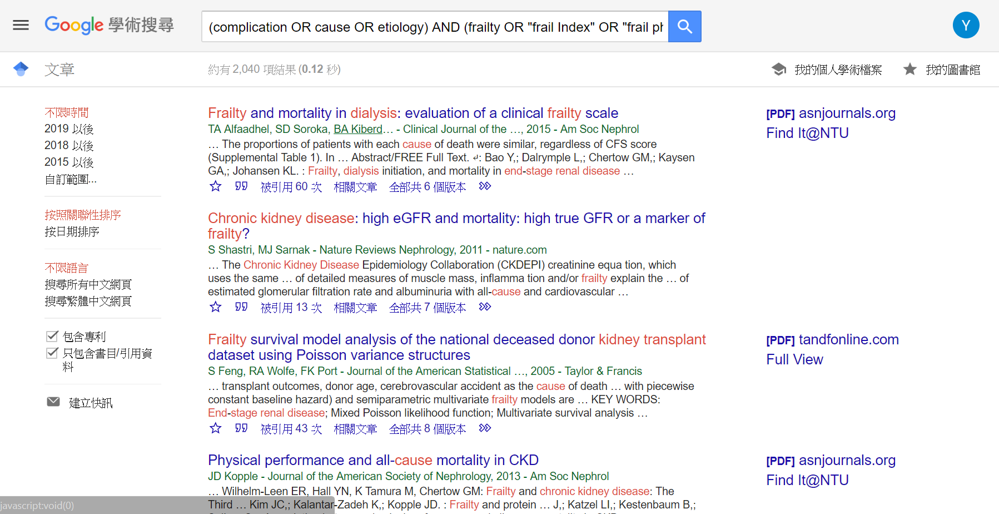 Google 學術搜尋
(complication OR cause OR etiology) AND (frailty OR "frail Index" OR "frail ph
Y
文章
約有 2,040 項結果 (0.12 秒)
我的個人學術檔案
我的圖書館
不限時間
2019 以後
2018 以後
2015 以後
自訂範圍...
按照關聯性排序
按日期排序
不限語言
搜尋所有中文網頁
搜尋繁體中文網頁
包含專利
只包含書目/引用資
料
建立快訊
Frailty and mortality in dialysis: evaluation of a clinical frailty scale
TA Alfaadhel, SD Soroka, BA Kiberd… - Clinical Journal of the …, 2015 - Am Soc Nephrol
… The proportions of patients with each cause of death were similar, regardless of CFS score
(Supplemental Table 1). In … Abstract/FREE Full Text. ↵: Bao Y,; Dalrymple L,; Chertow GM,; Kaysen
GA,; Johansen KL. : Frailty, dialysis initiation, and mortality in end-stage renal disease …
被引用 60 次 相關文章 全部共 6 個版本
[PDF] asnjournals.org
Find It@NTU
Chronic kidney disease: high eGFR and mortality: high true GFR or a marker of
frailty?
S Shastri, MJ Sarnak - Nature Reviews Nephrology, 2011 - nature.com
… The Chronic Kidney Disease Epidemiology Collaboration (CKDEPI) creatinine equa tion, which
uses the same … of detailed measures of muscle mass, inflamma tion and/or frailty explain the … of
estimated glomerular filtration rate and albuminuria with all-cause and cardiovascular …
被引用 13 次 相關文章 全部共 7 個版本
Frailty survival model analysis of the national deceased donor kidney transplant
dataset using Poisson variance structures
S Feng, RA Wolfe, FK Port - Journal of the American Statistical …, 2005 - Taylor & Francis
… transplant outcomes, donor age, cerebrovascular accident as the cause of death … with piecewise
constant baseline hazard) and semiparametric multivariate frailty models are … KEY WORDS:
End-stage renal disease; Mixed Poisson likelihood function; Multivariate survival analysis …
被引用 43 次 相關文章 全部共 8 個版本
[PDF] tandfonline.com
Full View
Physical performance and all-cause mortality in CKD
JD Kopple - Journal of the American Society of Nephrology, 2013 - Am Soc Nephrol
… Wilhelm-Leen ER, Hall YN, K Tamura M, Chertow GM: Frailty and chronic kidney disease: The
Third … Kim JC,; Kalantar-Zadeh K,; Kopple JD. : Frailty and protein … J,; Katzel LI,; Kestenbaum B,;
[PDF] asnjournals.org
Find It@NTU
javascript:void(0)